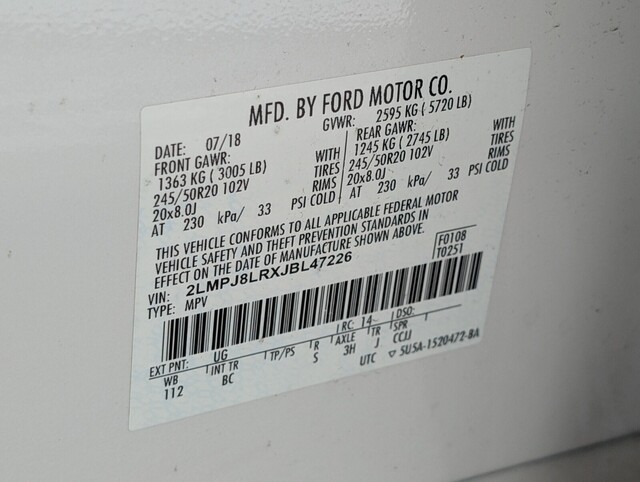 MFD. BY FORD MOTOR CO.
DATE: 07/18 GVWR: 2595 KG ( 5720 LB)
FRONT GAWR: WITH REAR GAWR: WITH
1363 KG ( 3005 LB) TIRES 1245 KG ( 2745 LB) TIRES
245/50R20 102V RIMS 245/50R20 102V RIMS
20x8.0J PSI COLD 20x8.0J PSI COLD
AT 230 kPa/ 33 AT 230 kPa/ 33
THIS VEHICLE CONFORMS TO ALL APPLICABLE FEDERAL MOTOR
VEHICLE SAFETY AND THEFT PREVENTION STANDARDS IN
EFFECT ON THE DATE OF MANUFACTURE SHOWN ABOVE.
F0108
T0251
VIN: 2LMPJ8LRXJBL47226
TYPE: MPV
EXT PNT: UG RC: 14 DSO:
WB INT TR TP/PS R AXLE TR SPR
112 BC S 3H J CCJJ
UTC ▽ 5U5A-1520472-BA